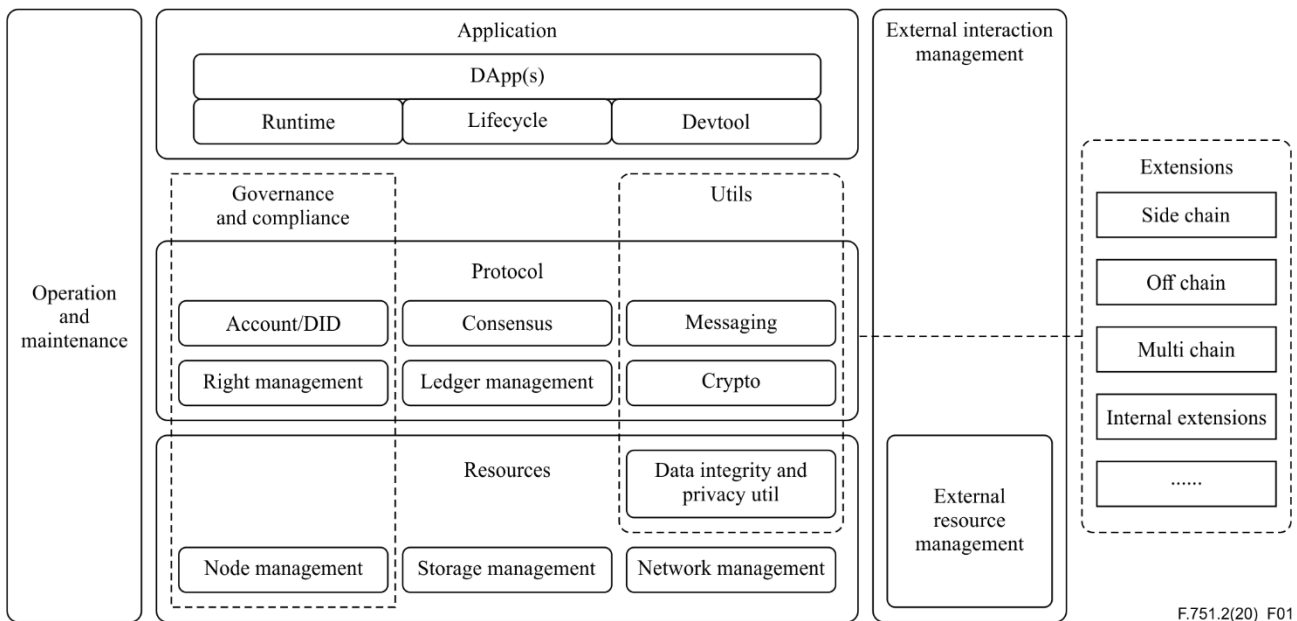 Application
DApp(s)
Runtime
Lifecycle
Devtool
External interaction
management
Operation
and
maintenance
Governance
and compliance
Utils
Protocol
Account/DID
Consensus
Messaging
Right management
Ledger management
Crypto
Resources
Data integrity and
privacy util
Node management
Storage management
Network management
External
resource
management
Extensions
Side chain
Off chain
Multi chain
Internal extensions
......
F.751.2(20)_F01